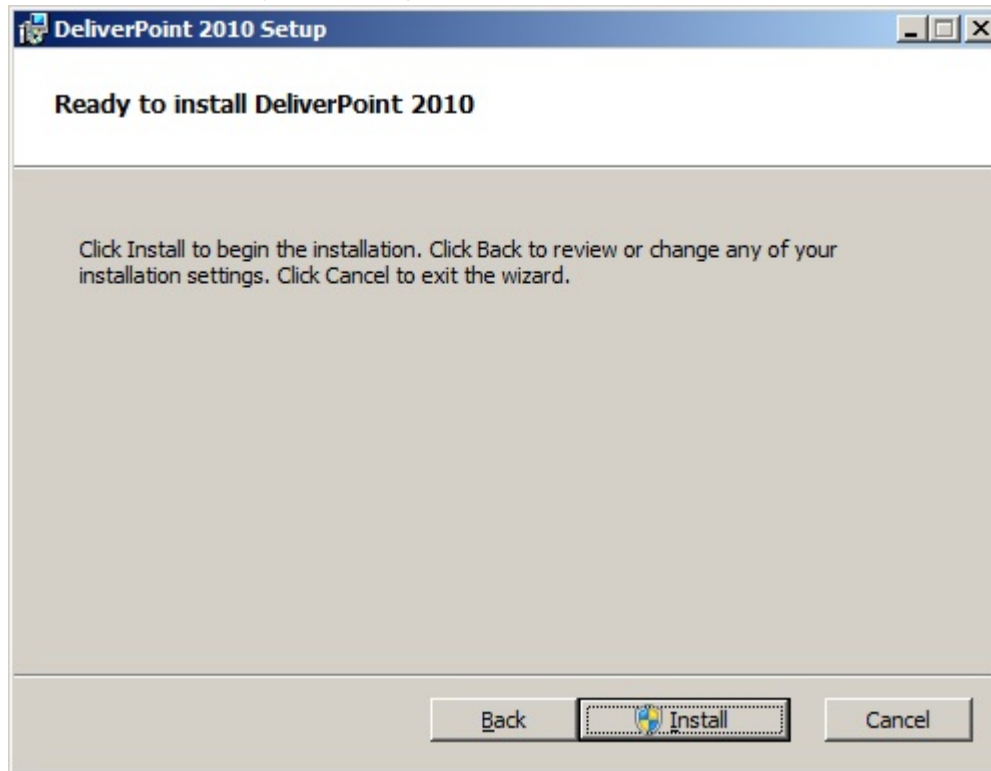 DeliverPoint 2010 Setup
Ready to install DeliverPoint 2010
Click Install to begin the installation. Click Back to review or change any of your
installation settings. Click Cancel to exit the wizard.
Back Install Cancel